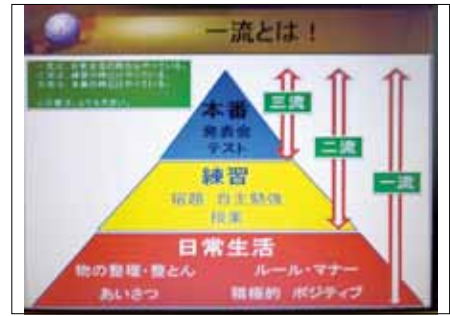 一流とは！
本番
発表会
テスト
三流
二流
一流
練習
宿題 自主勉強
授業
日常生活
物の整理・整とん ルール・マナー
あいさつ 積極的 ポジティブ